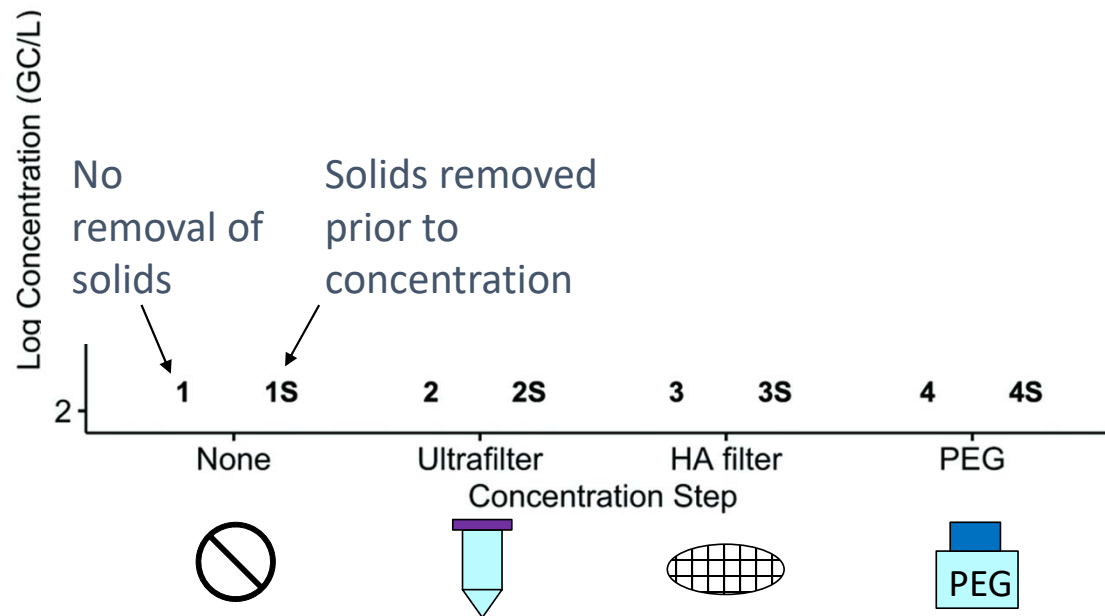 Log Concentration (GC/L)
No
removal of
solids
Solids removed
prior to
concentration
1 1S 2 2S 3 3S 4 4S
2
None Ultrafilter HA filter PEG
Concentration Step
PEG